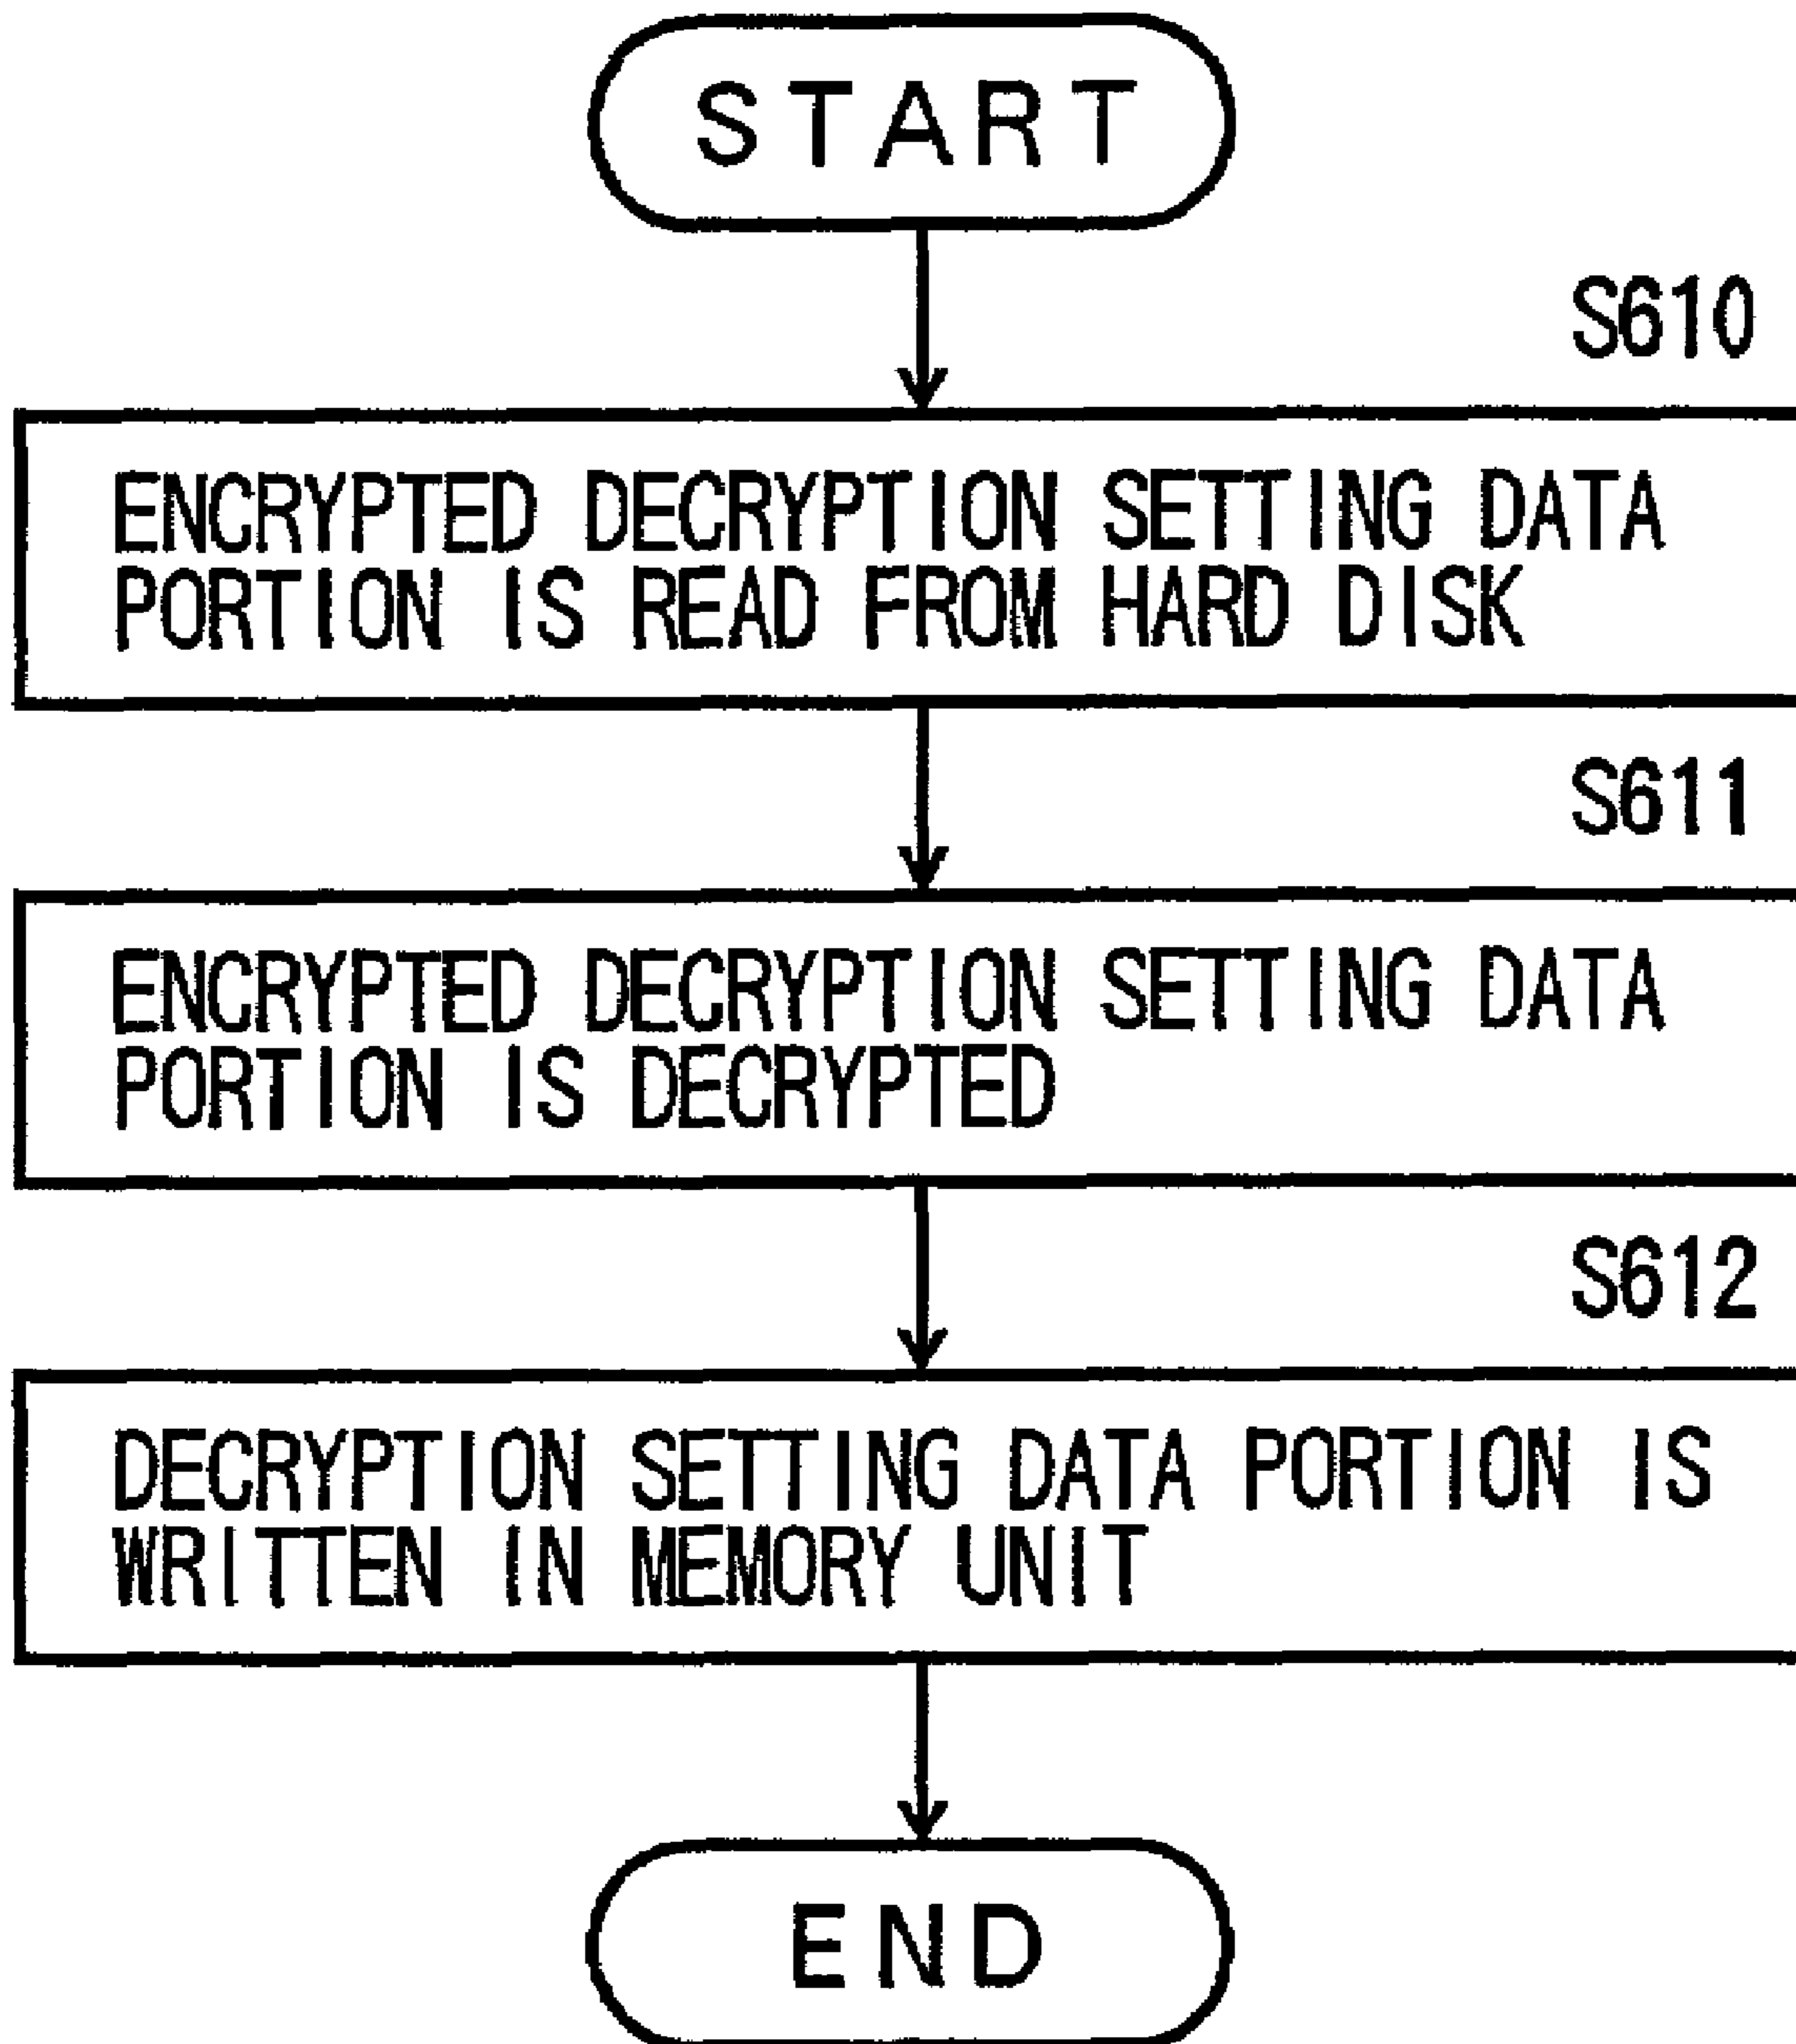 START
S610
ENCRYPTED DECRYPTION SETTING DATA
PORTION IS READ FROM HARD DISK
S611
ENCRYPTED DECRYPTION SETTING DATA
PORTION IS DECRYPTED
S612
DECRYPTION SETTING DATA PORTION IS
WRITTEN IN MEMORY UNIT
END